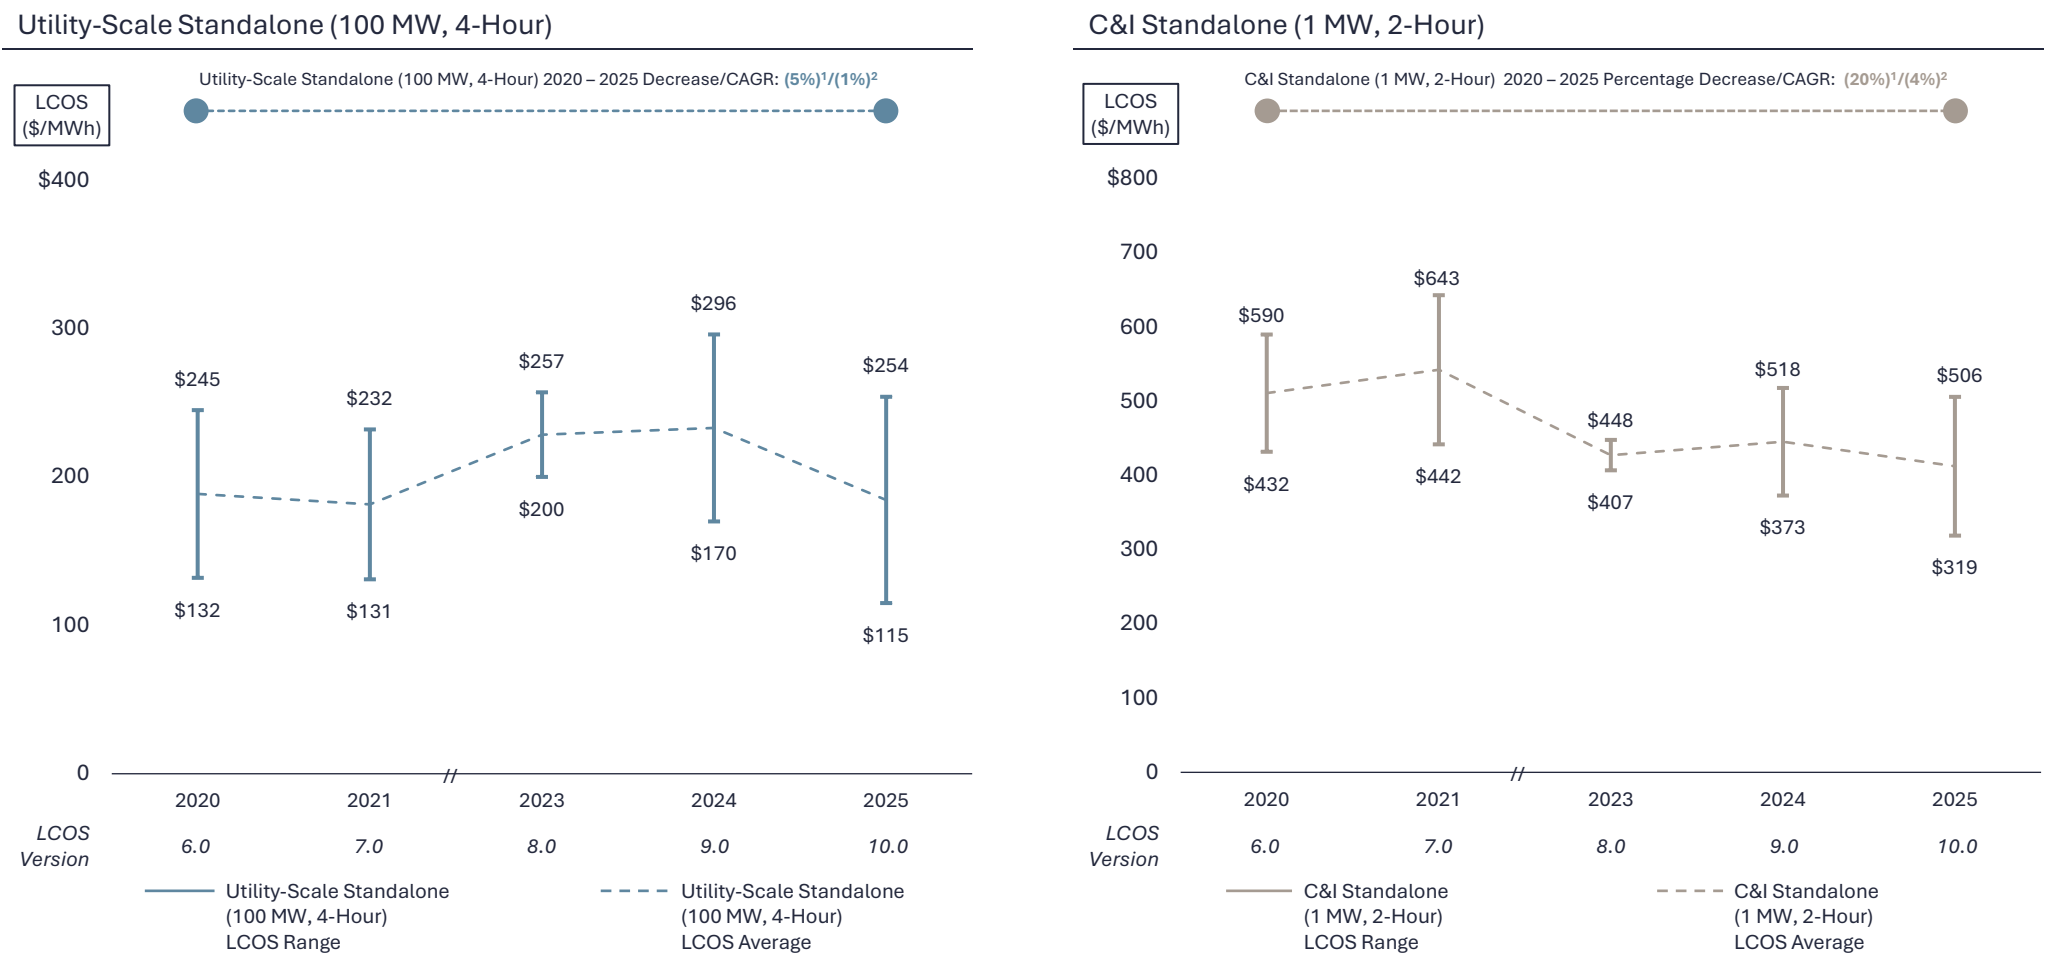 Utility-Scale Standalone (100 MW, 4-Hour)
Utility-Scale Standalone (100 MW, 4-Hour) 2020 – 2025 Decrease/CAGR: (5%)¹/(1%)²
LCOS
($/MWh)
$400
300
200
100
0
$245
$132
$232
$131
$257
$200
$296
$170
$254
$115
2020
2021
//
2023
2024
2025
LCOS
Version
6.0
7.0
8.0
9.0
10.0
Utility-Scale Standalone
(100 MW, 4-Hour)
LCOS Range
Utility-Scale Standalone
(100 MW, 4-Hour)
LCOS Average
C&I Standalone (1 MW, 2-Hour)
C&I Standalone (1 MW, 2-Hour) 2020 – 2025 Percentage Decrease/CAGR: (20%)¹/(4%)²
LCOS
($/MWh)
$800
700
600
500
400
300
200
100
0
$590
$432
$643
$442
$448
$407
$518
$373
$506
$319
2020
2021
//
2023
2024
2025
LCOS
Version
6.0
7.0
8.0
9.0
10.0
C&I Standalone
(1 MW, 2-Hour)
LCOS Range
C&I Standalone
(1 MW, 2-Hour)
LCOS Average